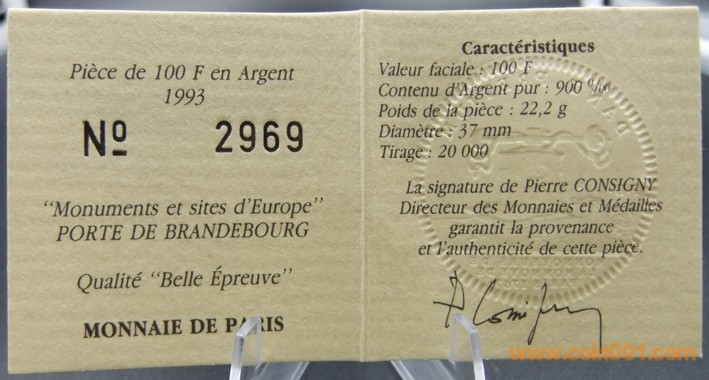 Pièce de 100 F en Argent
1993
Nº 2969
"Monuments et sites d'Europe"
PORTE DE BRANDEBOURG
Qualité "Belle Épreuve"
MONNAIE DE PARIS
Caractéristiques
Valeur faciale : 100 F
Contenu d'Argent pur : 900 ‰
Poids de la pièce : 22,2 g
Diamètre : 37 mm
Tirage : 20 000
La signature de Pierre CONSIGNY
Directeur des Monnaies et Médailles
garantit la provenance
et l'authenticité de cette pièce.
www.coin001.com